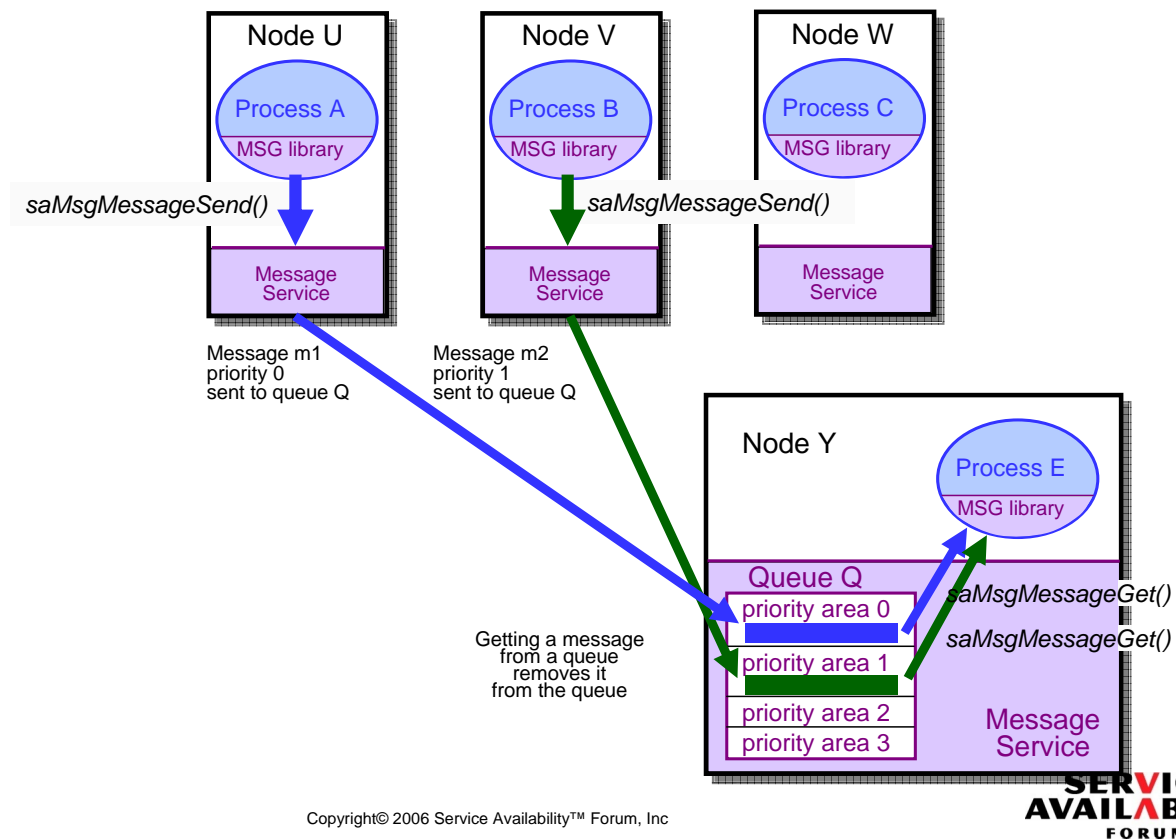 Node U
Process A
MSG library
saMsgMessageSend()
Message
Service
Message m1
priority 0
sent to queue Q
Node V
Process B
MSG library
saMsgMessageSend()
Message
Service
Message m2
priority 1
sent to queue Q
Node W
Process C
MSG library
Message
Service
Node Y
Process E
MSG library
Queue Q
priority area 0
priority area 1
priority area 2
priority area 3
saMsgMessageGet()
saMsgMessageGet()
Message
Service
Getting a message
from a queue
removes it
from the queue
Copyright© 2006 Service Availability™ Forum, Inc
FORU